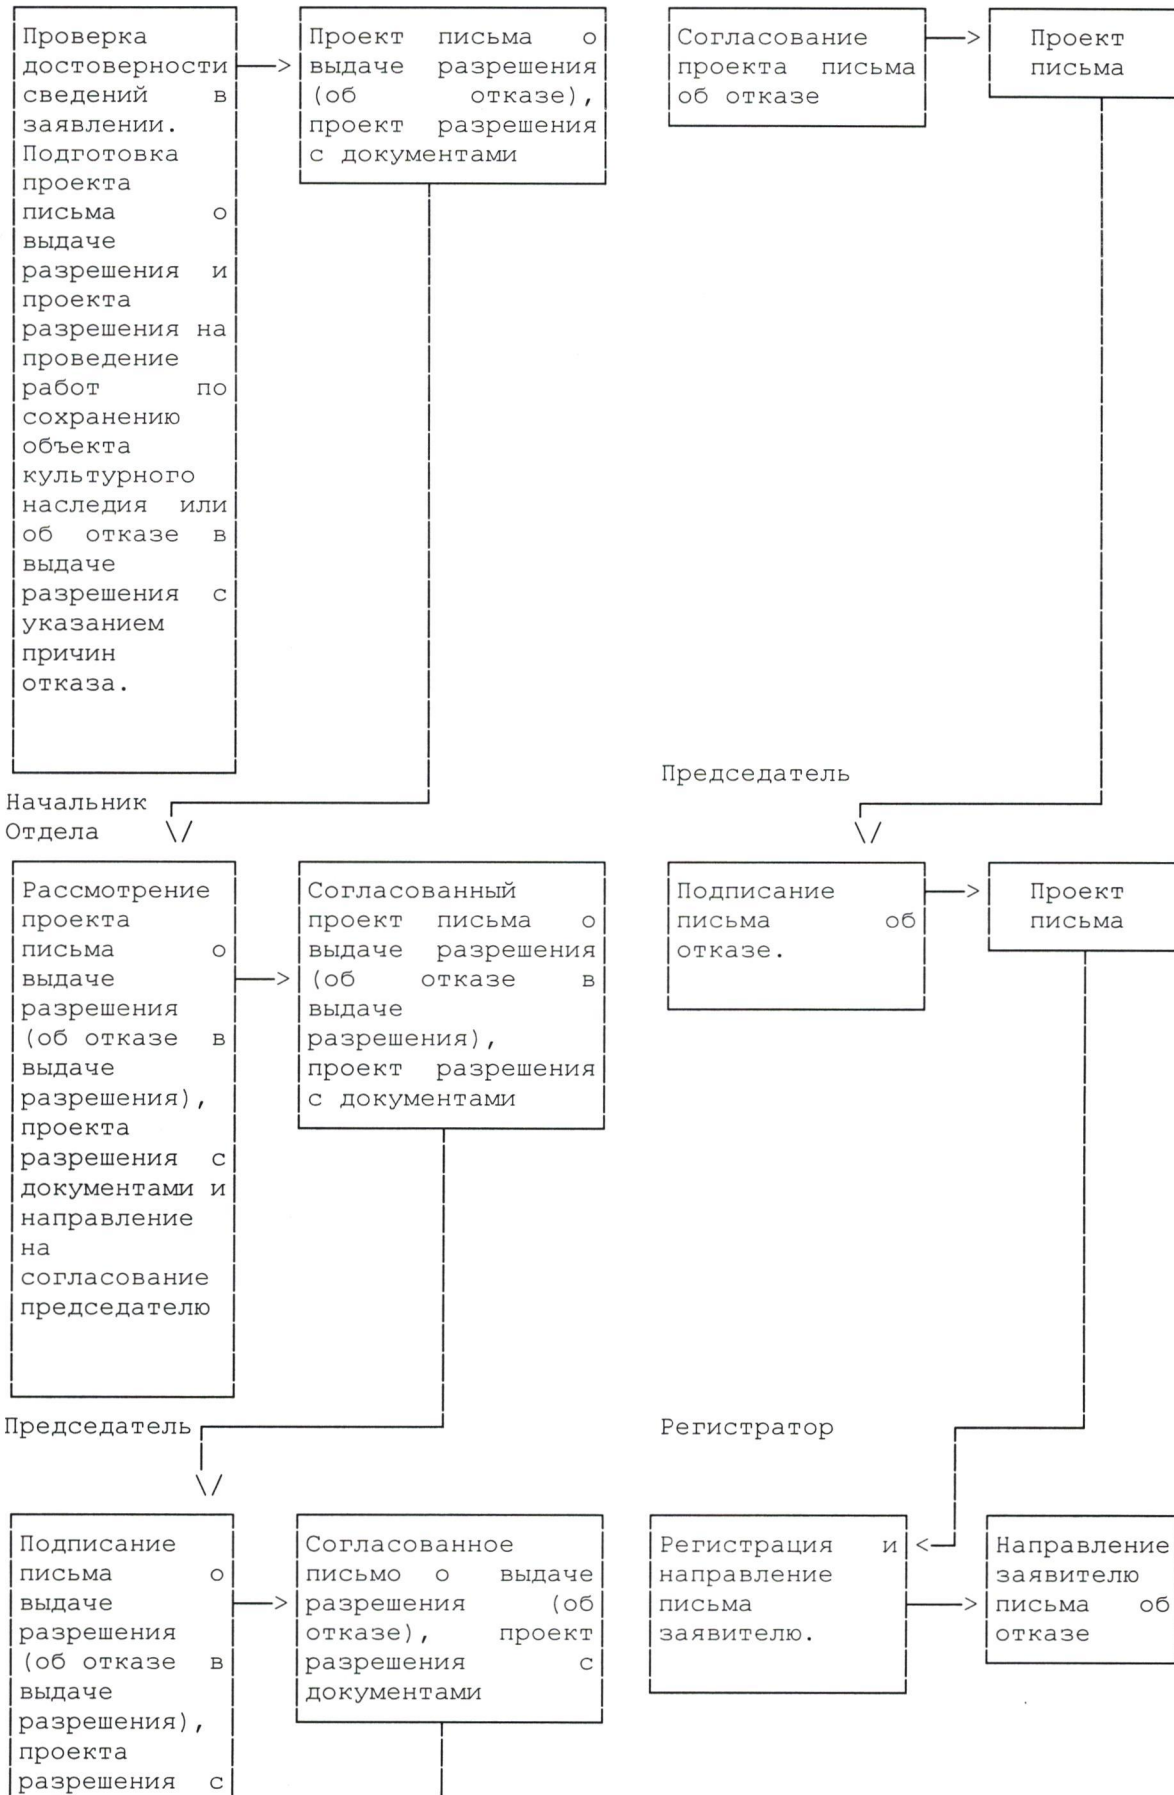 Проверка
достоверности
сведений в
заявлении.
Подготовка
проекта
письма о
выдаче
разрешения и
проекта
разрешения на
проведение
работ по
сохранению
объекта
культурного
наследия или
об отказе в
выдаче
разрешения с
указанием
причин
отказа.
Проект письма о
выдаче разрешения
(об отказе),
проект разрешения
с документами
Согласование
проекта письма
об отказе
Проект
письма
Начальник
Отдела
Председатель
Рассмотрение
проекта
письма о
выдаче
разрешения
(об отказе в
выдаче
разрешения),
проекта
разрешения с
документами и
направление
на
согласование
председателю
Согласованный
проект письма о
выдаче разрешения
(об отказе в
выдаче
разрешения),
проект разрешения
с документами
Подписание
письма об
отказе.
Проект
письма
Председатель
Регистратор
Подписание
письма о
выдаче
разрешения
(об отказе в
выдаче
разрешения),
проекта
разрешения с
Согласованное
письмо о выдаче
разрешения (об
отказе), проект
разрешения с
документами
Регистрация и
направление
письма
заявителю.
Направление
заявителю
письма об
отказе